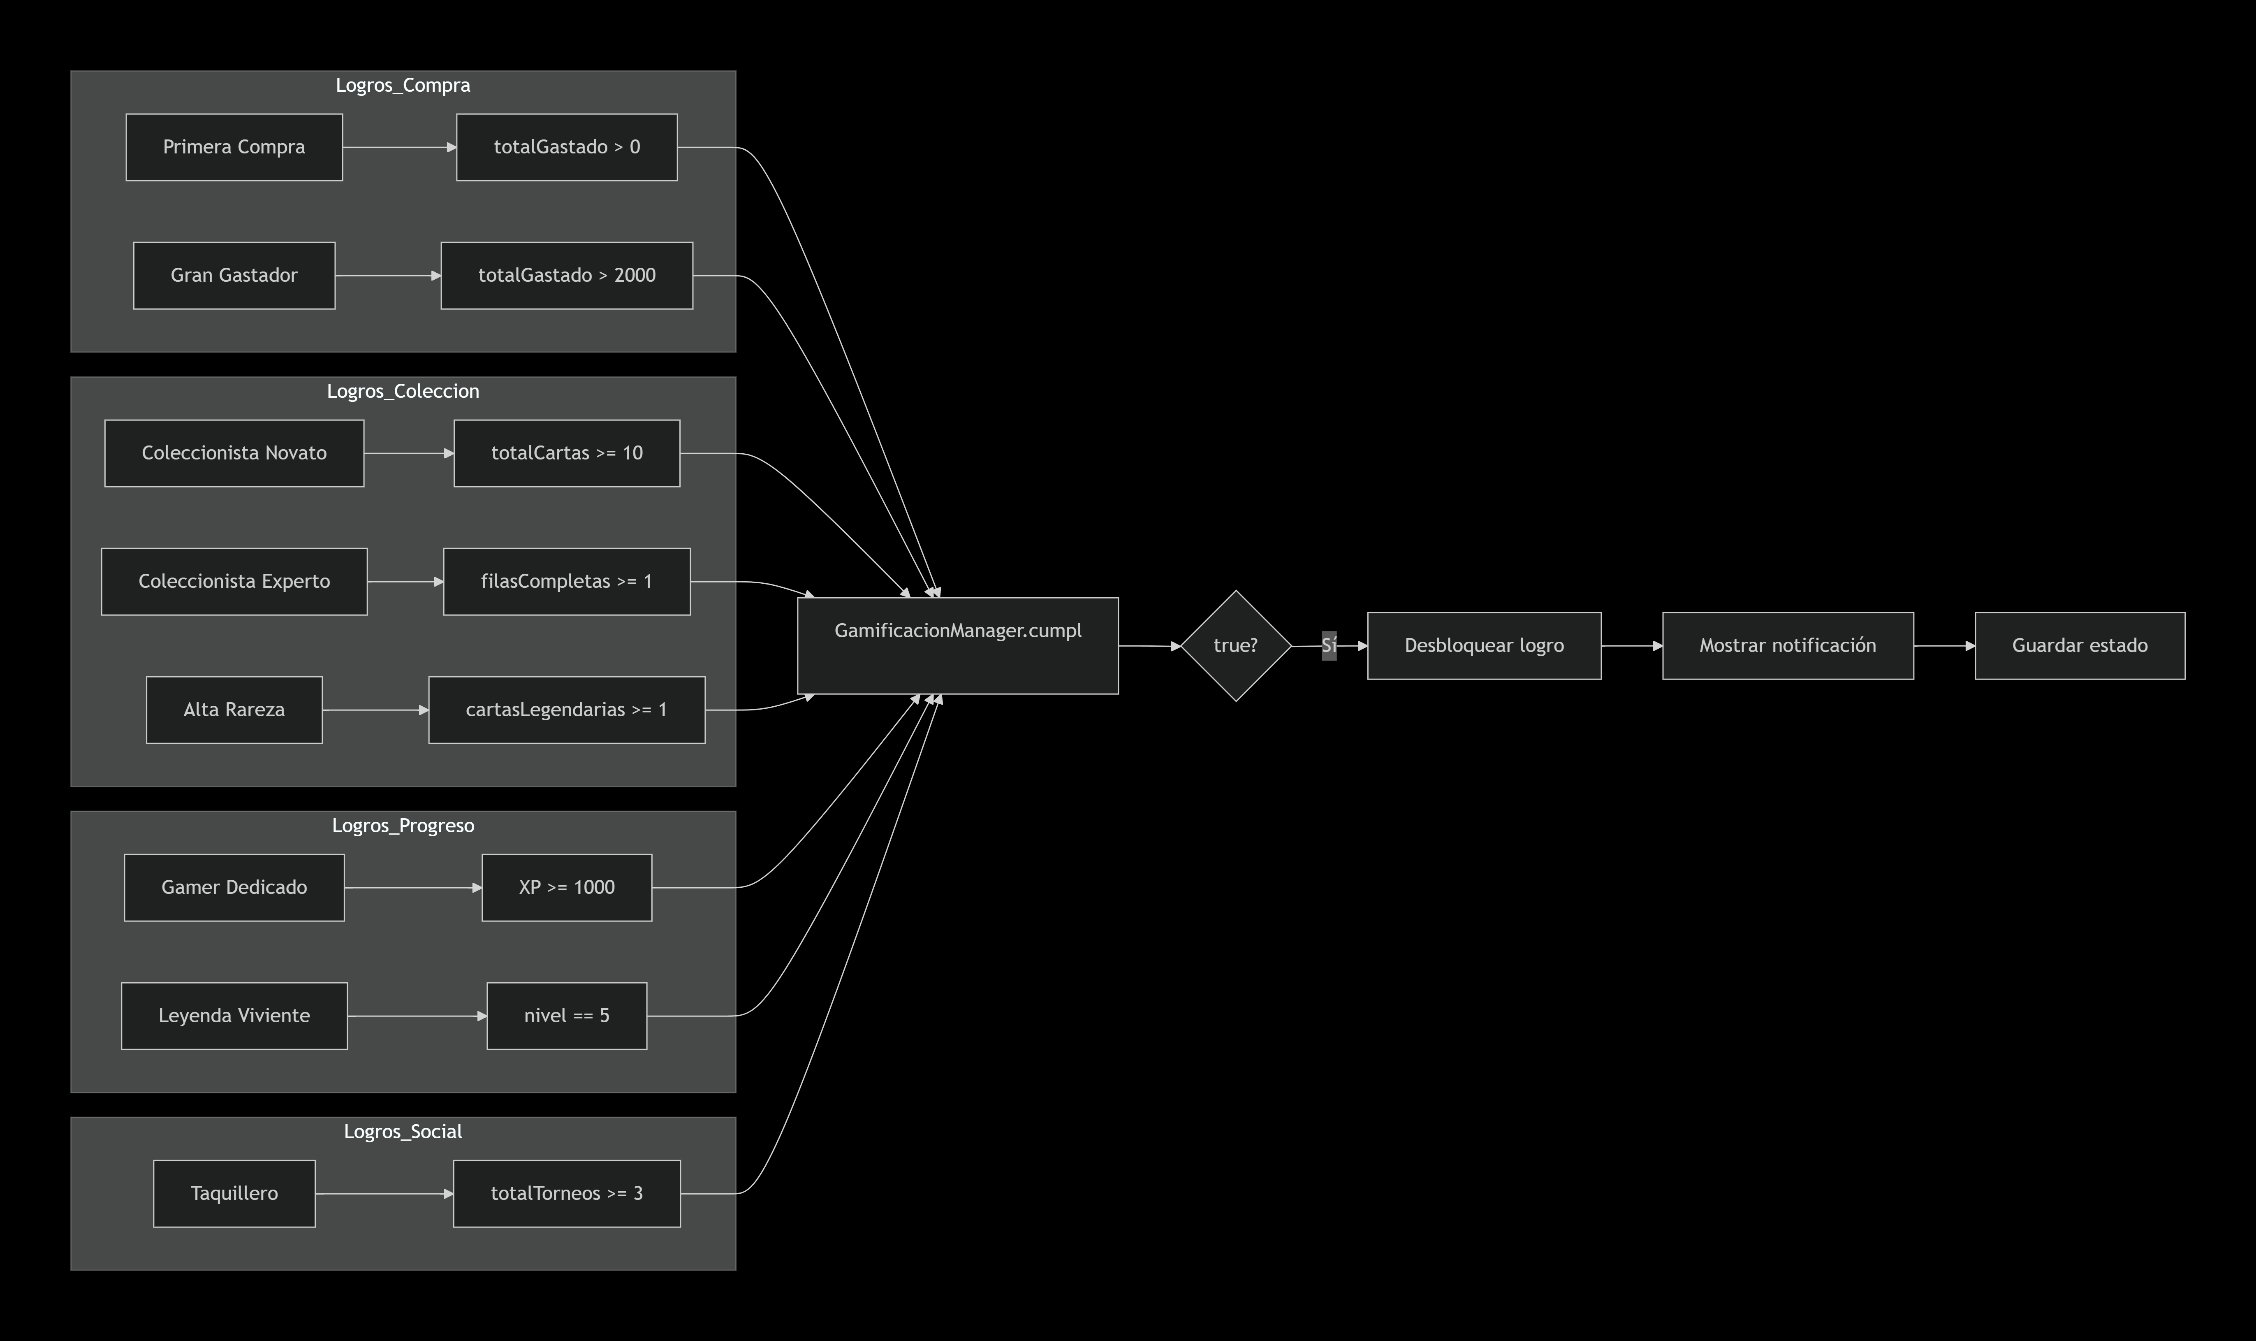 Logros_Compra
Primera Compra
totalGastado > 0
Gran Gastador
totalGastado > 2000
Logros_Coleccion
Coleccionista Novato
totalCartas >= 10
Coleccionista Experto
filasCompletas >= 1
Alta Rareza
cartasLegendarias >= 1
Logros_Progreso
Gamer Dedicado
XP >= 1000
Leyenda Viviente
nivel == 5
Logros_Social
Taquillero
totalTorneos >= 3
GamificacionManager.cumpl
true?
Sí
Desbloquear logro
Mostrar notificación
Guardar estado